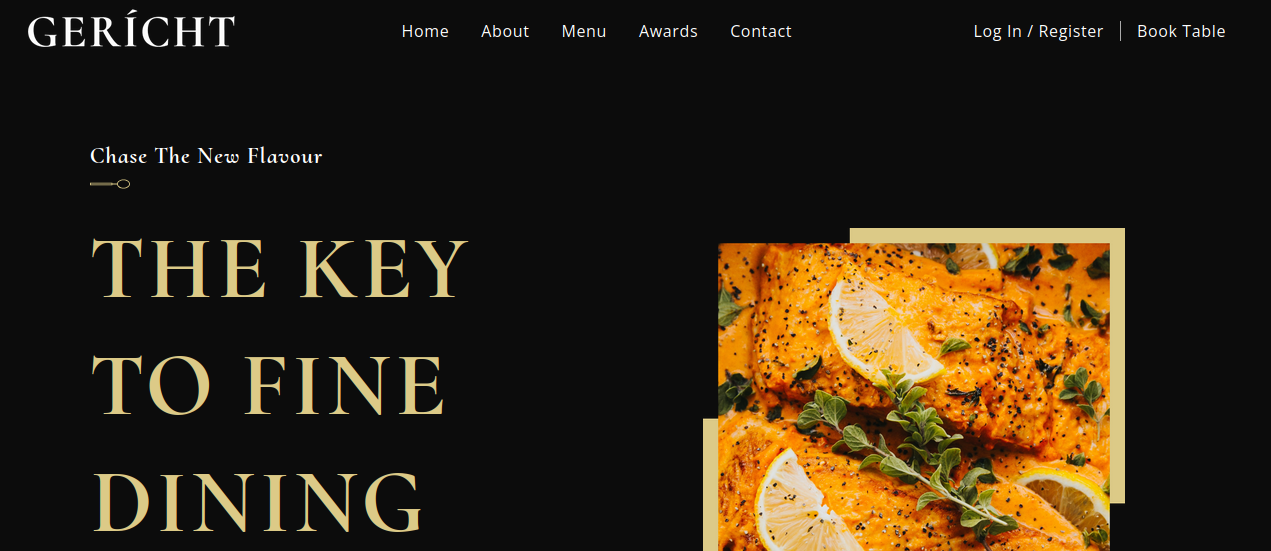 GERÍCHT
Home About Menu Awards Contact
Log In / Register Book Table
Chase The New Flavour
THE KEY
TO FINE
DINING